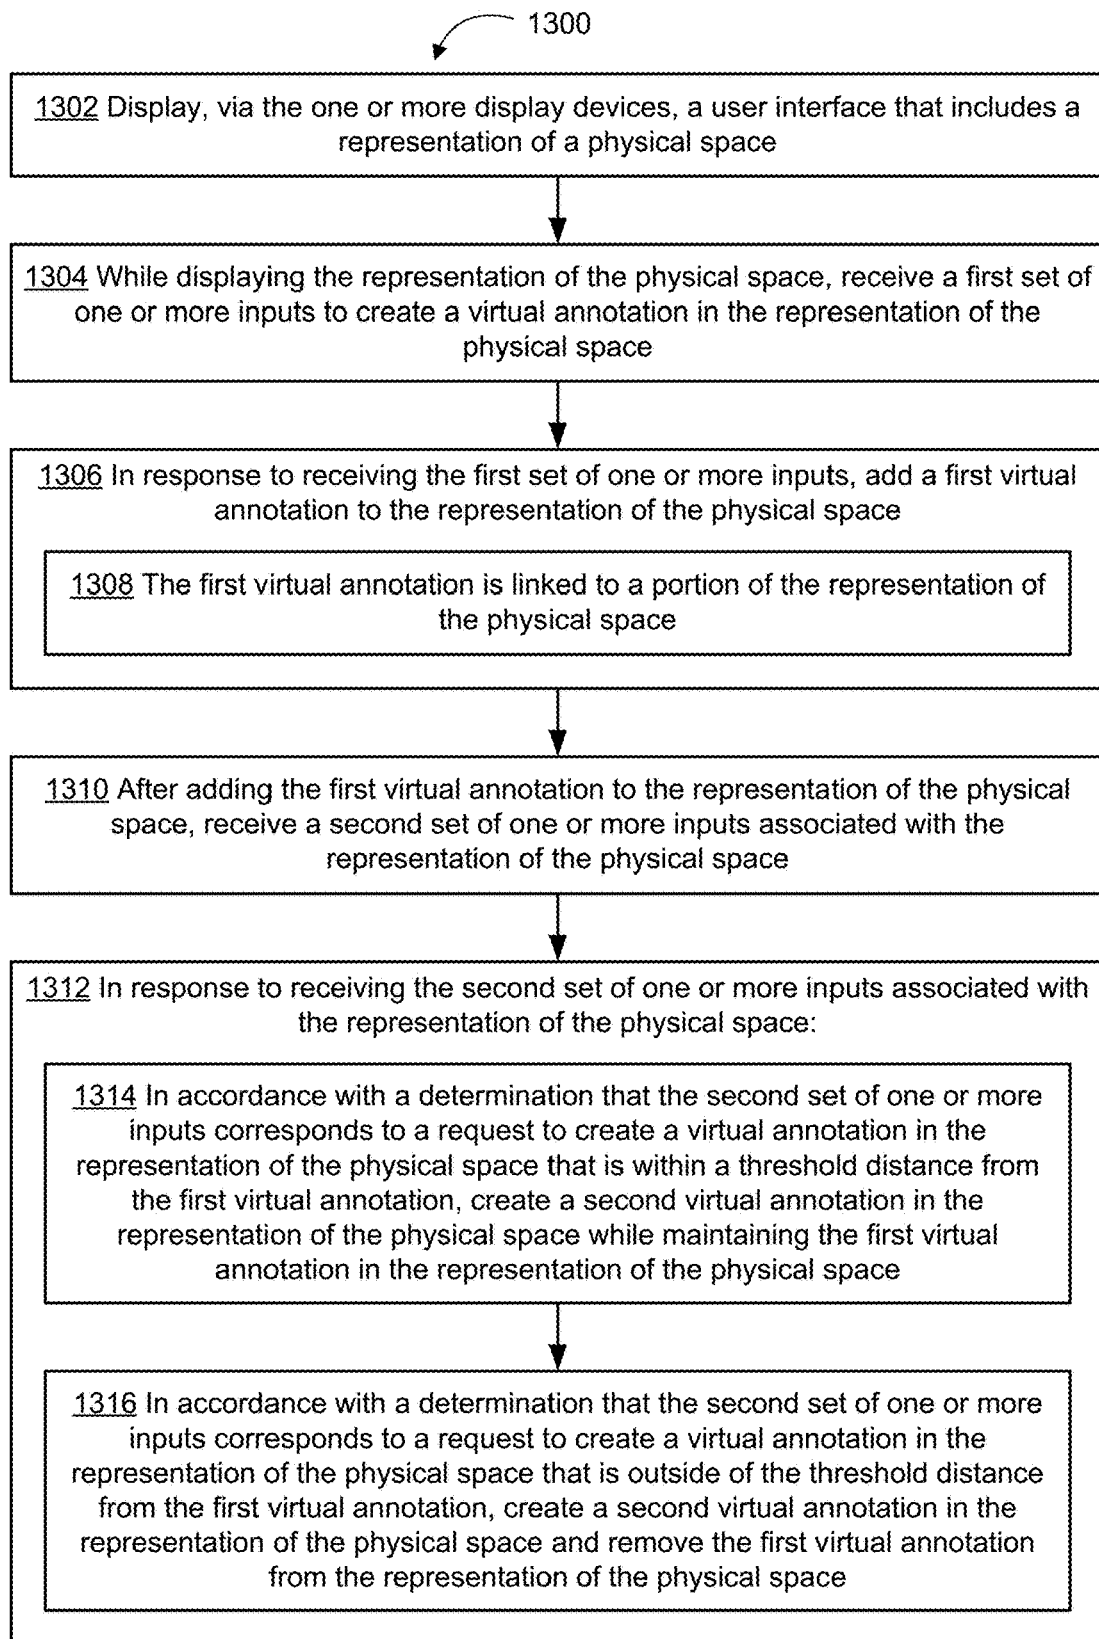 1300
1302 Display, via the one or more display devices, a user interface that includes a
representation of a physical space
1304 While displaying the representation of the physical space, receive a first set of
one or more inputs to create a virtual annotation in the representation of the
physical space
1306 In response to receiving the first set of one or more inputs, add a first virtual
annotation to the representation of the physical space
1308 The first virtual annotation is linked to a portion of the representation of
the physical space
1310 After adding the first virtual annotation to the representation of the physical
space, receive a second set of one or more inputs associated with the
representation of the physical space
1312 In response to receiving the second set of one or more inputs associated with
the representation of the physical space:
1314 In accordance with a determination that the second set of one or more
inputs corresponds to a request to create a virtual annotation in the
representation of the physical space that is within a threshold distance from
the first virtual annotation, create a second virtual annotation in the
representation of the physical space while maintaining the first virtual
annotation in the representation of the physical space
1316 In accordance with a determination that the second set of one or more
inputs corresponds to a request to create a virtual annotation in the
representation of the physical space that is outside of the threshold distance
from the first virtual annotation, create a second virtual annotation in the
representation of the physical space and remove the first virtual annotation
from the representation of the physical space